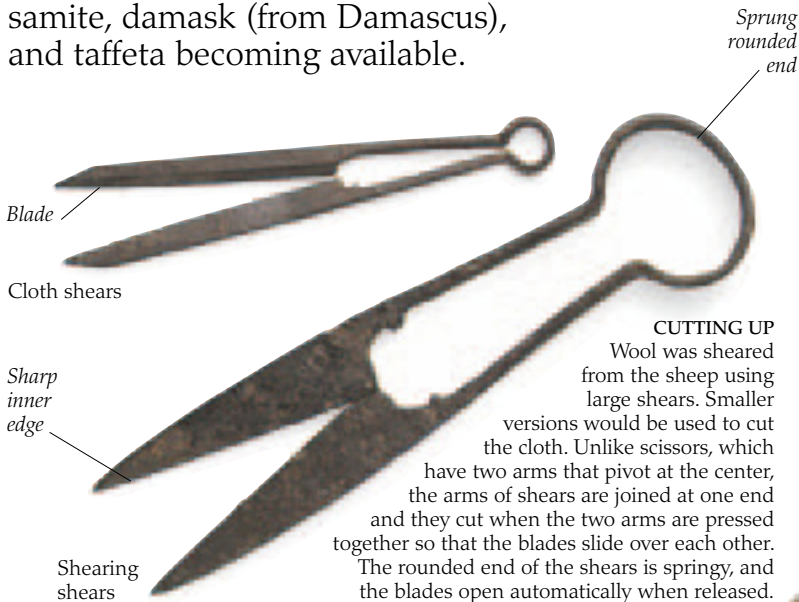 samite, damask (from Damascus),
and taffeta becoming available.
Sprung
rounded
end
Blade
Cloth shears
Sharp
inner
edge
Shearing
shears
CUTTING UP
Wool was sheared
from the sheep using
large shears. Smaller
versions would be used to cut
the cloth. Unlike scissors, which
have two arms that pivot at the center,
the arms of shears are joined at one end
and they cut when the two arms are pressed
together so that the blades slide over each other.
The rounded end of the shears is springy, and
the blades open automatically when released.